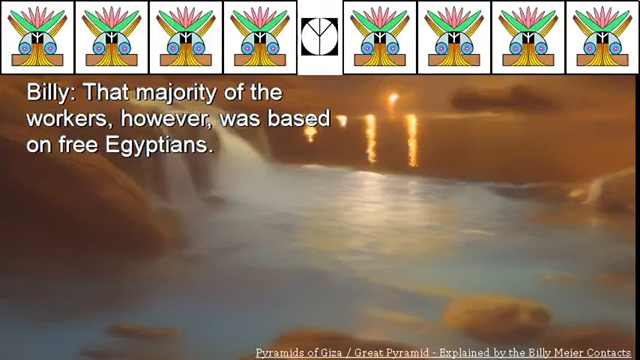 Billy: That majority of the
workers, however, was based
on free Egyptians.
Pyramids of Giza / Great Pyramid - Explained by the Billy Meier Contacts